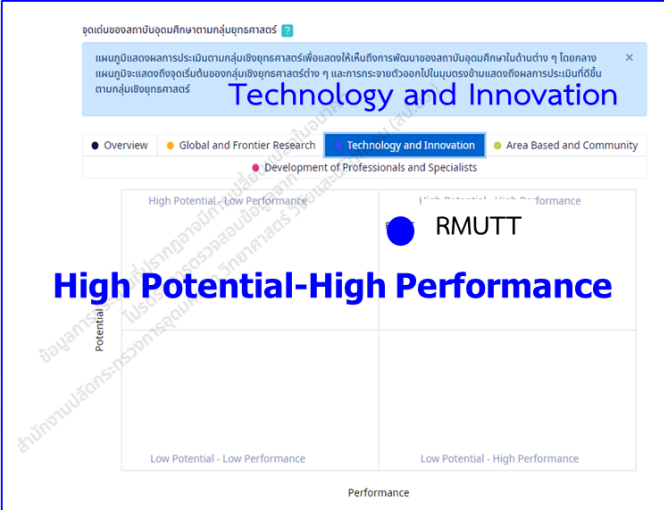 จุดเด่นของสถาบันอุดมศึกษาตามกลุ่มยุทธศาสตร์ ?
แผนภูมิแสดงผลการประเมินตามกลุ่มเชิงยุทธศาสตร์เพื่อแสดงให้เห็นถึงการพัฒนาของสถาบันอุดมศึกษาในด้านต่าง ๆ โดยกลาง
แผนภูมิจะแสดงถึงจุดเริ่มต้นของกลุ่มเชิงยุทธศาสตร์ต่าง ๆ และการกระจายตัวออกไปในมุมตรงข้ามแสดงถึงผลการประเมินที่ดีขึ้น
ตามกลุ่มเชิงยุทธศาสตร์
Technology and Innovation
Overview
Global and Frontier Research
Technology and Innovation
Area Based and Community
Development of Professionals and Specialists
High Potential - Low Performance
High Potential - High Performance
RMUTT
High Potential-High Performance
Potential
Low Potential - Low Performance
Low Potential - High Performance
Performance